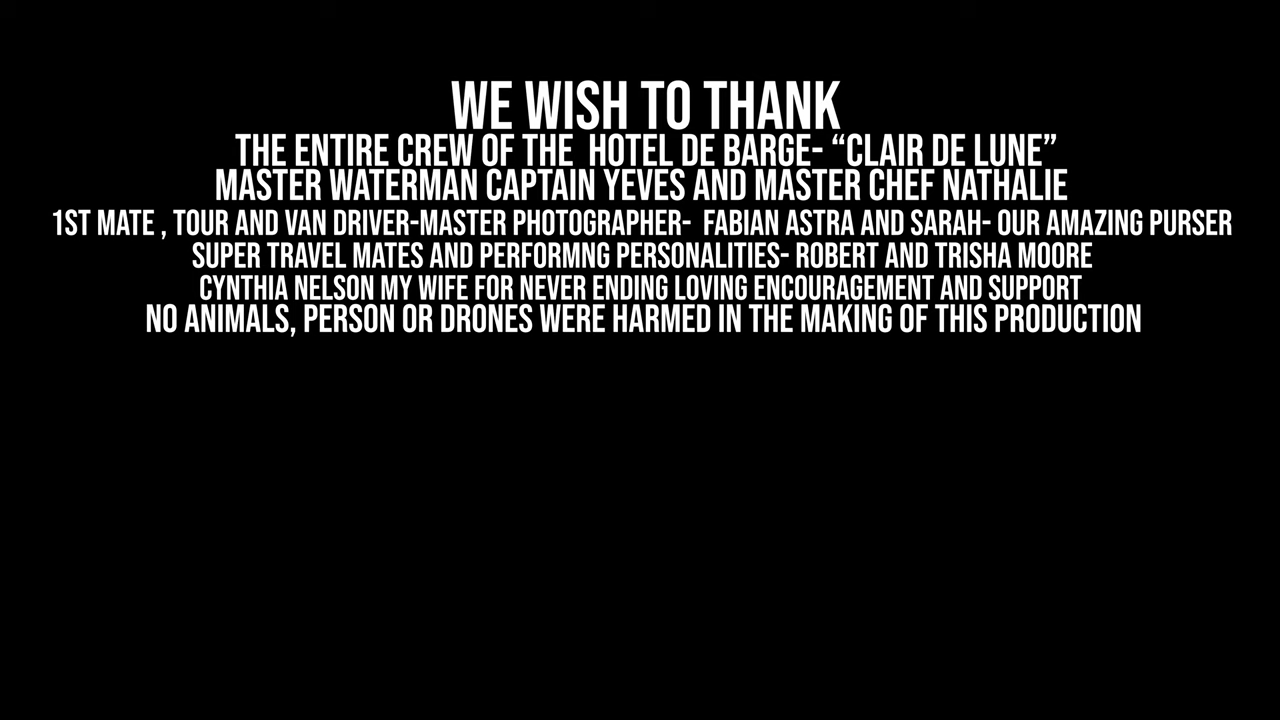 WE WISH TO THANK
THE ENTIRE CREW OF THE  HOTEL DE BARGE- “CLAIR DE LUNE”
MASTER WATERMAN CAPTAIN YEVES AND MASTER CHEF NATHALIE
1ST MATE , TOUR AND VAN DRIVER-MASTER PHOTOGRAPHER-  FABIAN ASTRA AND SARAH- OUR AMAZING PURSER
SUPER TRAVEL MATES AND PERFORMNG PERSONALITIES- ROBERT AND TRISHA MOORE
CYNTHIA NELSON MY WIFE FOR NEVER ENDING LOVING ENCOURAGEMENT AND SUPPORT
NO ANIMALS, PERSON OR DRONES WERE HARMED IN THE MAKING OF THIS PRODUCTION